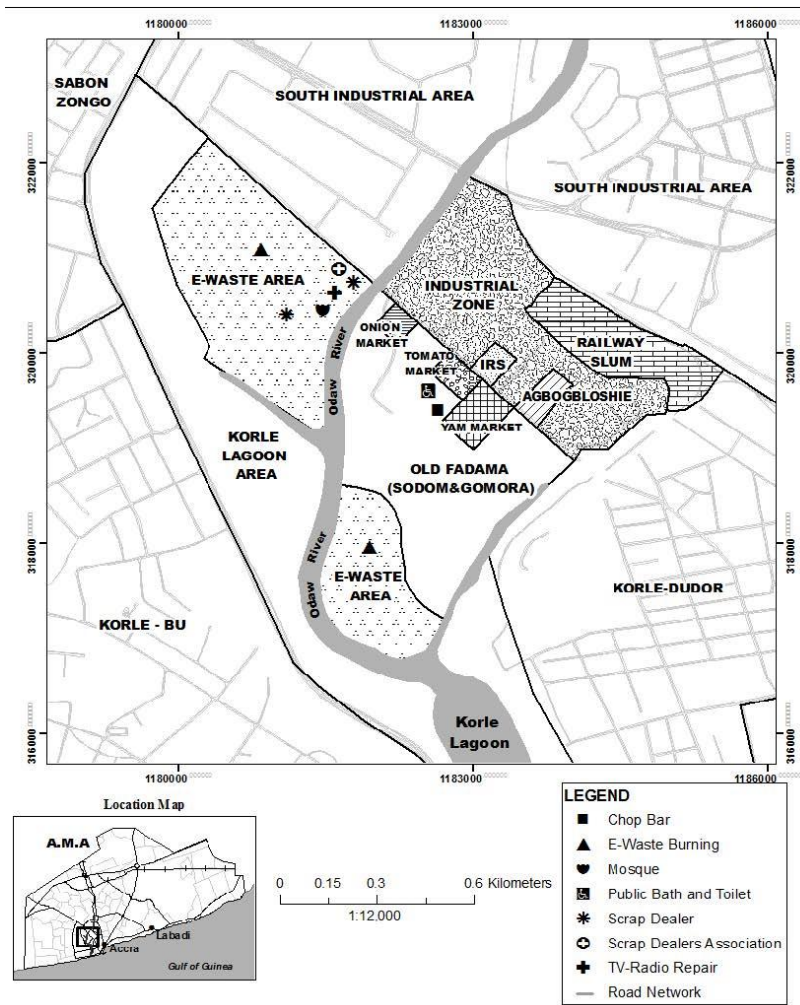 1180000
1183000
1186000
322000
320000
318000
316000
322000
320000
318000
316000
SABON
ZONGO
SOUTH INDUSTRIAL AREA
SOUTH INDUSTRIAL AREA
E-WASTE AREA
INDUSTRIAL
ZONE
ONION
MARKET
RAILWAY
SLUM
TOMATO
MARKET
IRS
AGBOGBLOSHIE
Odaw River
YAM MARKET
KORLE
LAGOON
AREA
OLD FADAMA
(SODOM&GOMORA)
Odaw River
E-WASTE
AREA
KORLE-DUDOR
KORLE - BU
Korle
Lagoon
1180000
1183000
1186000
Location Map
A.M.A
Labadi
Accra
Gulf of Guinea
0 0.15 0.3 0.6 Kilometers
1:12,000
LEGEND
Chop Bar
E-Waste Burning
Mosque
Public Bath and Toilet
Scrap Dealer
Scrap Dealers Association
TV-Radio Repair
Road Network